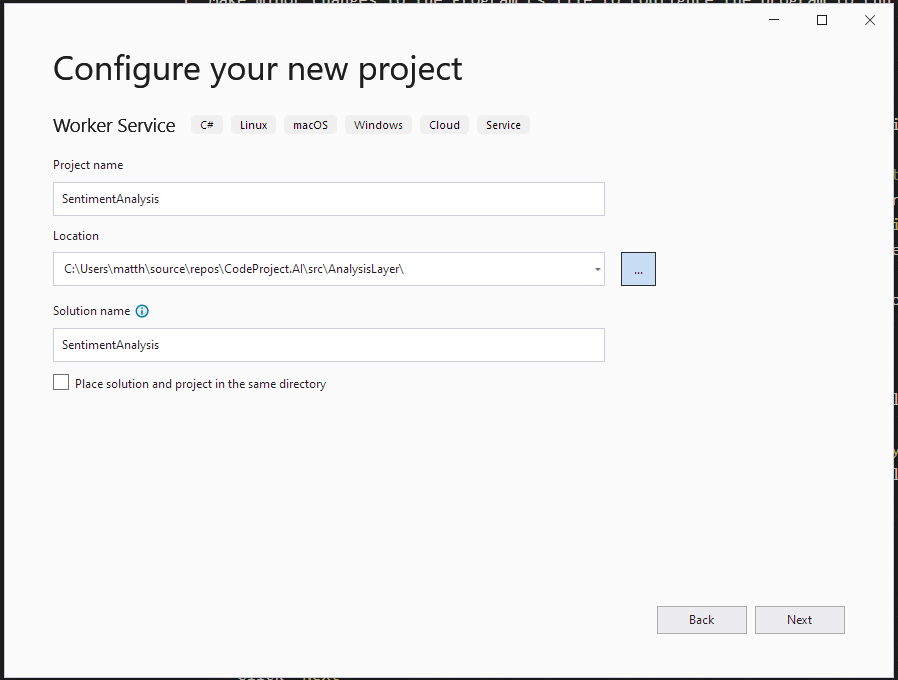 Configure your new project
Worker Service C# Linux macOS Windows Cloud Service
Project name
SentimentAnalysis
Location
C:\Users\matth\source\repos\CodeProject.AI\src\AnalysisLayer\
...
Solution name
SentimentAnalysis
Place solution and project in the same directory
Back Next